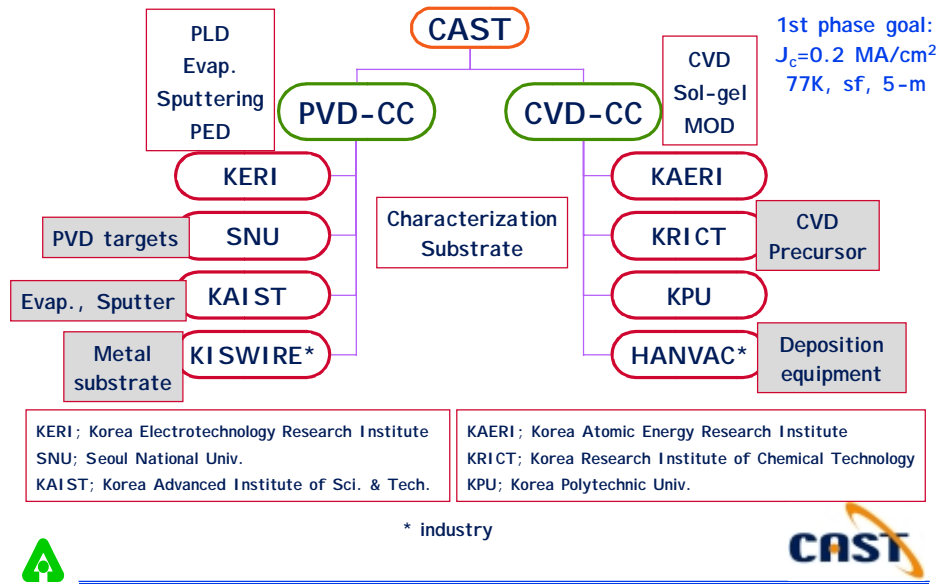 CAST
PLD
Evap.
Sputtering
PED
1st phase goal:
Jc=0.2 MA/cm2
77K, sf, 5-m
CVD
Sol-gel
MOD
PVD-CC
CVD-CC
KERI
KAERI
Characterization
Substrate
PVD targets
SNU
KRICT
CVD
Precursor
Evap., Sputter
KAIST
KPU
Metal
substrate
KISWIRE*
HANVAC*
Deposition
equipment
KERI; Korea Electrotechnology Research Institute
SNU; Seoul National Univ.
KAIST; Korea Advanced Institute of Sci. & Tech.
KAERI; Korea Atomic Energy Research Institute
KRICT; Korea Research Institute of Chemical Technology
KPU; Korea Polytechnic Univ.
* industry
CAST